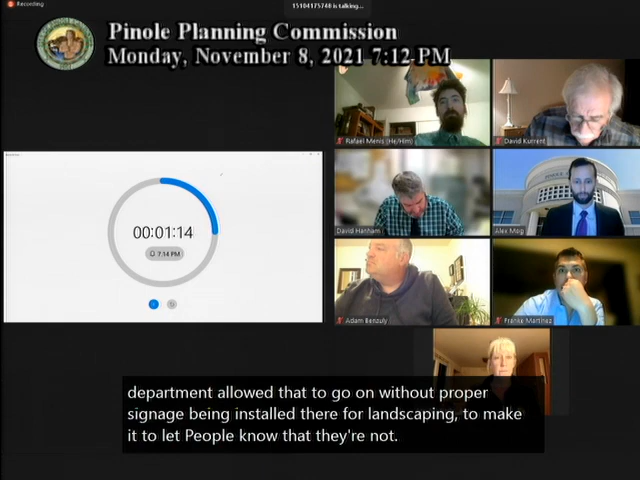 Recording
15104175748 is talking...
Pinole Planning Commission
Monday, November 8, 2021 7:12 PM
Rafael Menis (He/Him)
David Kurrent
00:01:14
7:14 PM
David Hanham
Alex Mog
Adam Benzuly
Frankie Martinez
department allowed that to go on without proper
signage being installed there for landscaping, to make
it to let People know that they're not.